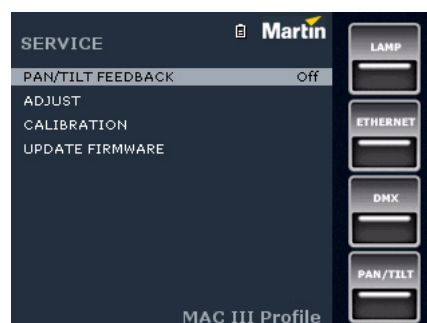 SERVICE
Martin
PAN/TILT FEEDBACK Off
ADJUST
CALIBRATION
UPDATE FIRMWARE
MAC III Profile
LAMP
ETHERNET
DMX
PAN/TILT